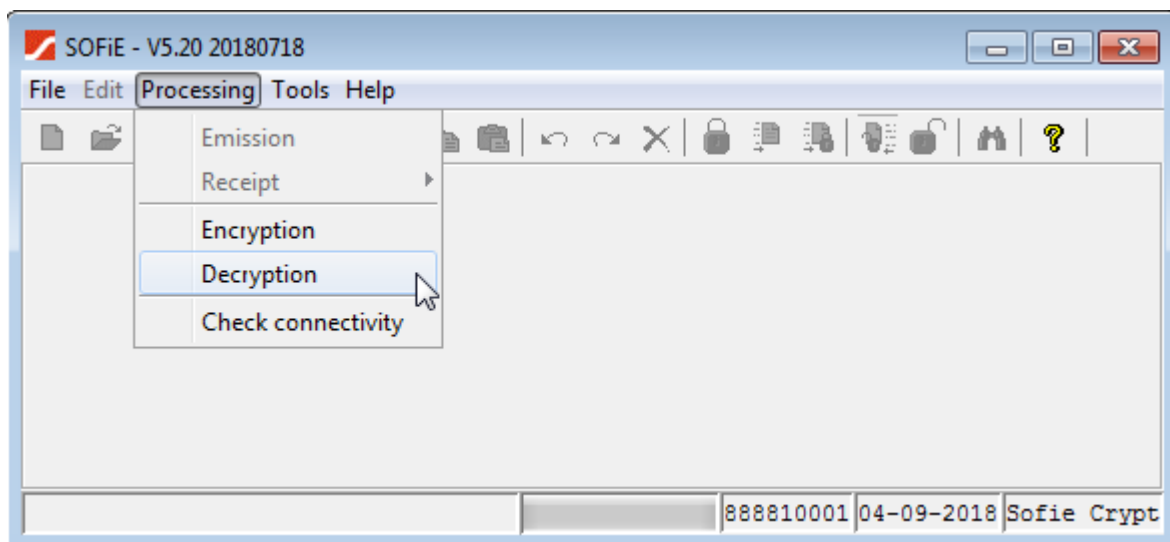 SOFiE - V5.20 20180718
File Edit Processing Tools Help
Emission
Receipt
Encryption
Decryption
Check connectivity
888810001 04-09-2018 Sofie Crypt